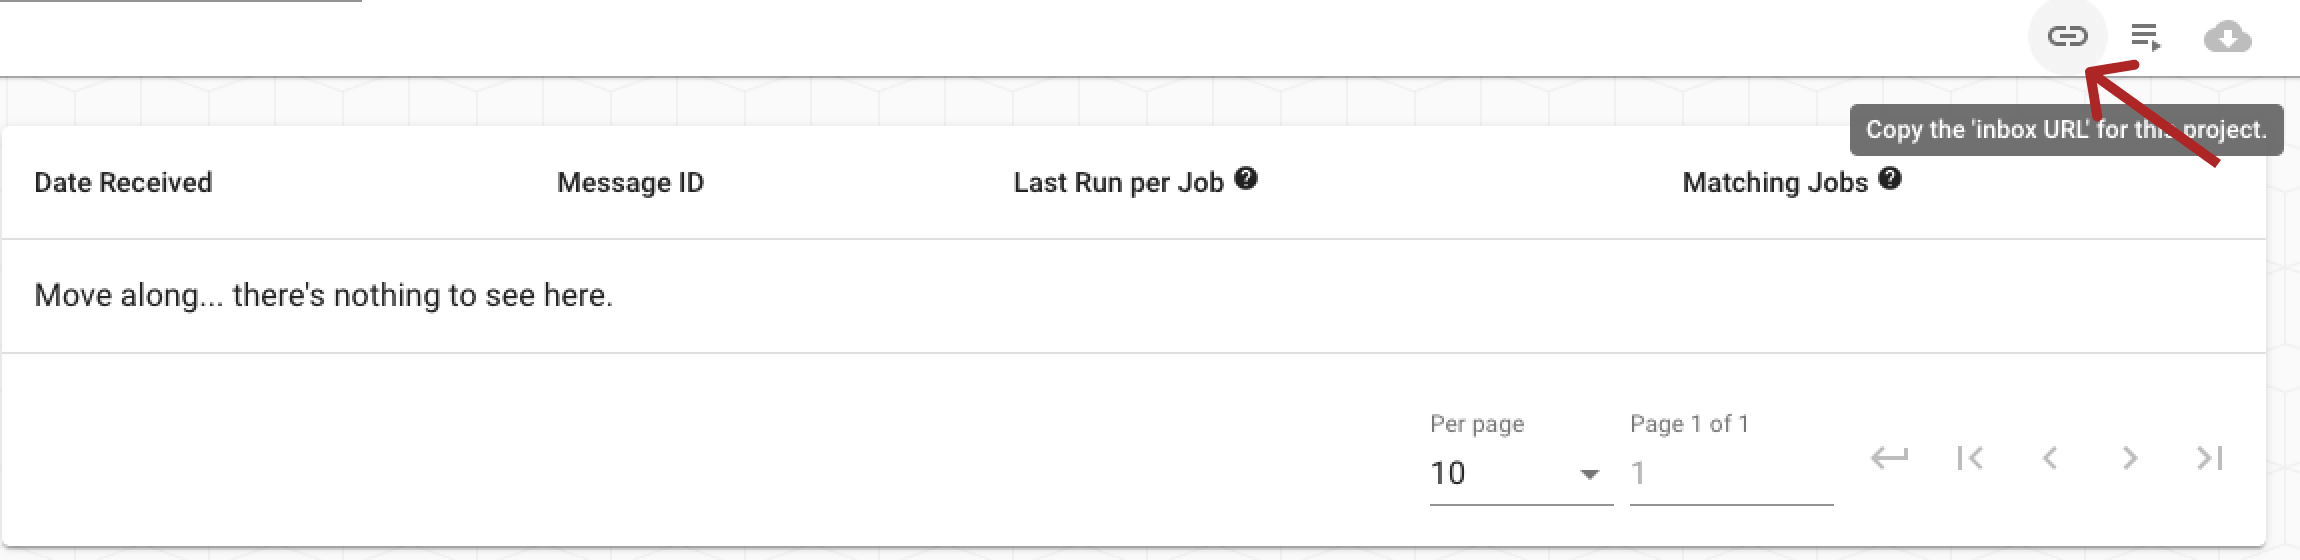 Copy the 'inbox URL' for this project.
Date Received Message ID Last Run per Job Matching Jobs
Move along... there's nothing to see here.
Per page Page 1 of 1
10 1